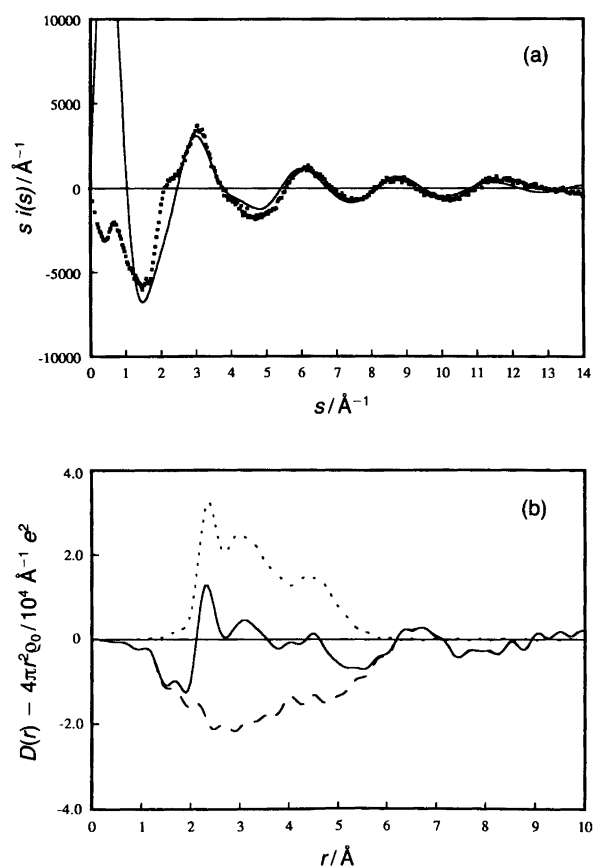 (a)
10000
5000
0
-5000
-10000
s i(s)/Å⁻¹
0 1 2 3 4 5 6 7 8 9 10 11 12 13 14
s/Å⁻¹
(b)
4.0
2.0
0
-2.0
-4.0
D(r) − 4πr²ϱ₀/10⁴ Å⁻¹ e²
0 1 2 3 4 5 6 7 8 9 10
r/Å